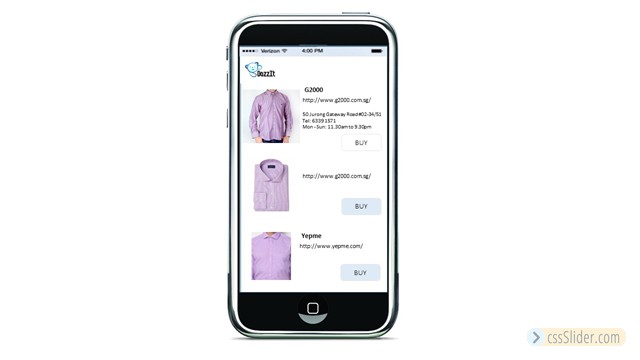 Verizon 4:00 PM
DazzIt
G2000
http://www.g2000.com.sg/
50 Jurong Gateway Road #02-34/51
Tel: 6339 1571
Mon -Sun: 11.30am to 9.30pm
BUY
http://www.g2000.com.sg/
BUY
Yepme
http://www.yepme.com/
BUY
cssSlider.com